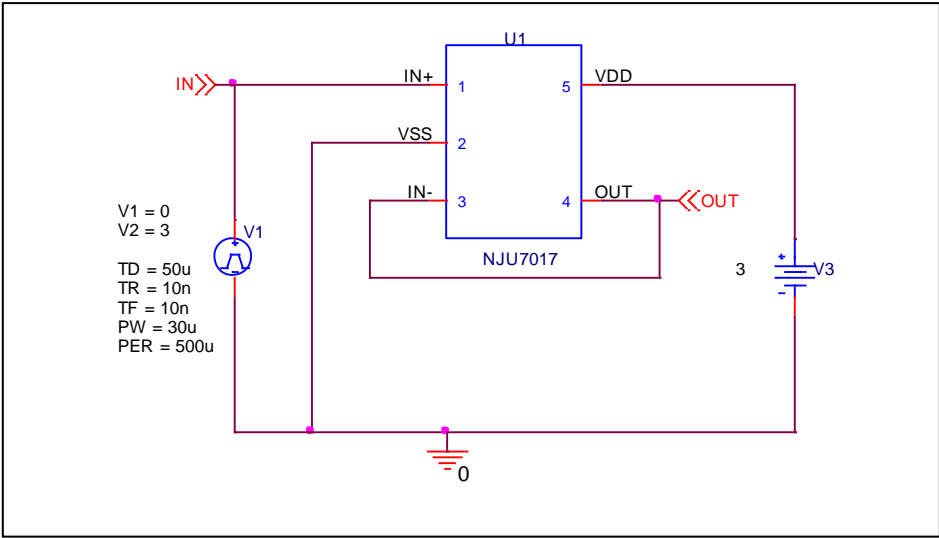 U1
IN
IN+
1
5
VDD
VSS
2
IN-
3
4
OUT
OUT
NJU7017
V1 = 0
V2 = 3
V1
+
-
TD = 50u
TR = 10n
TF = 10n
PW = 30u
PER = 500u
3
+
-
V3
0